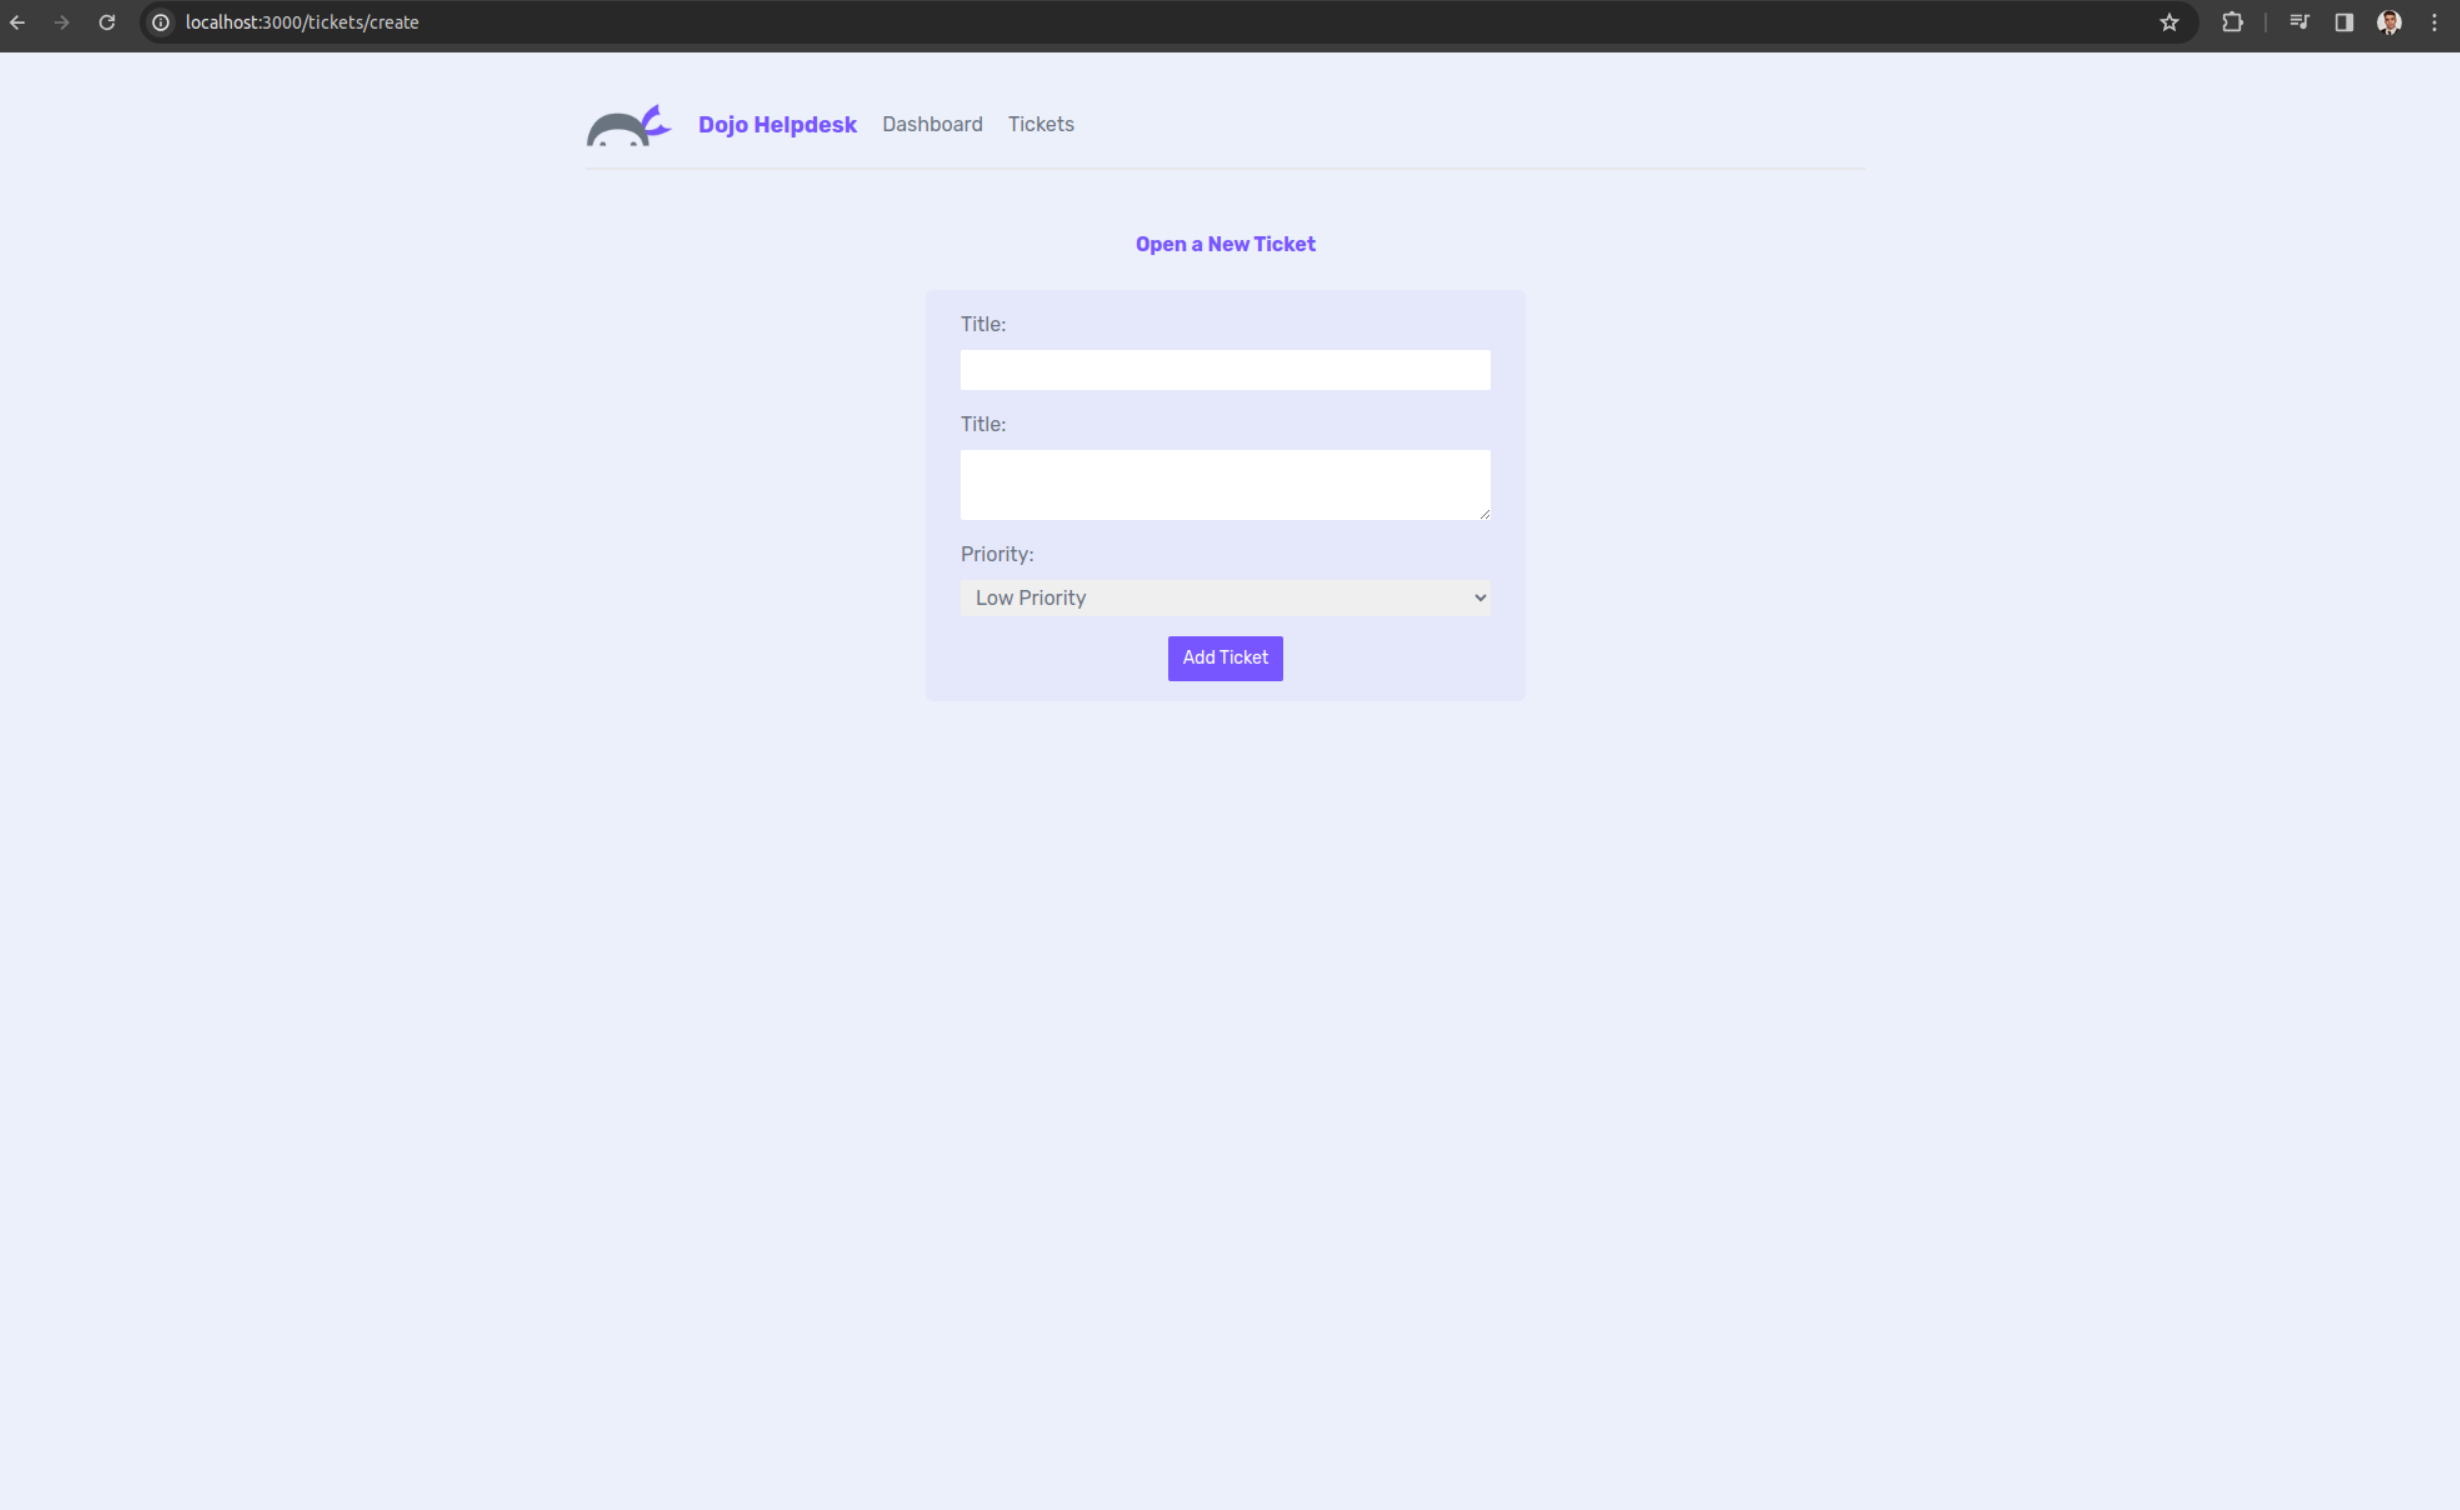 localhost:3000/tickets/create
Dojo Helpdesk Dashboard Tickets
Open a New Ticket
Title:
Title:
Priority:
Low Priority
Add Ticket